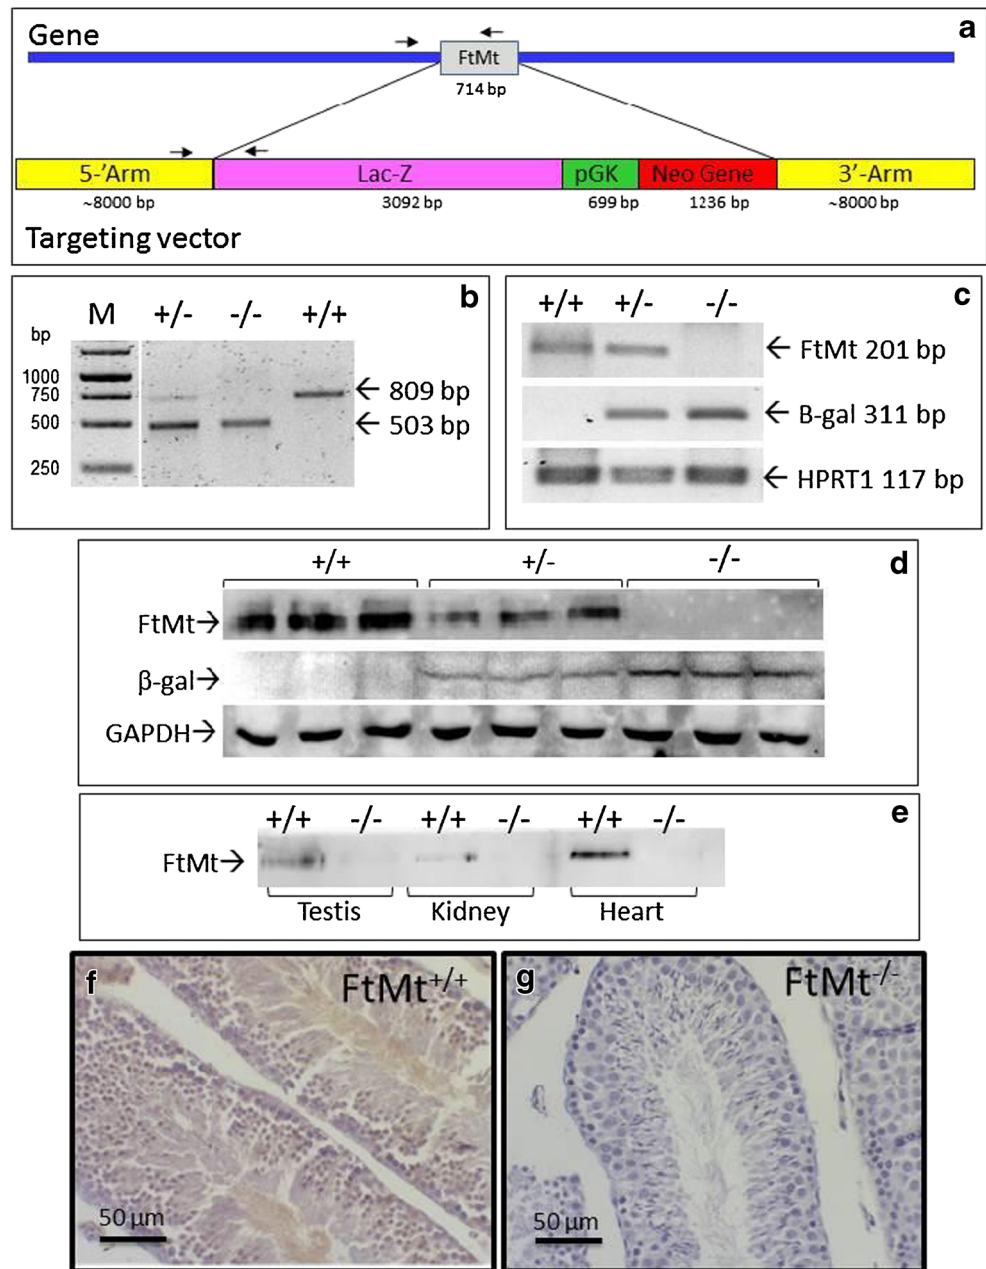 a
Gene
FtMt
714 bp
5-'Arm Lac-Z pGK Neo Gene 3’-Arm
~8000 bp 3092 bp 699 bp 1236 bp ~8000 bp
Targeting vector
b
M +/- -/- +/+
bp
1000
750
500
250
← 809 bp
← 503 bp
c
+/+ +/- -/-
← FtMt 201 bp
← B-gal 311 bp
← HPRT1 117 bp
d
+/+ +/- -/-
FtMt→
β-gal→
GAPDH→
e
+/+ -/- +/+ -/- +/+ -/-
FtMt→
Testis Kidney Heart
f
FtMt+/+
50 µm
g
FtMt-/-
50 µm